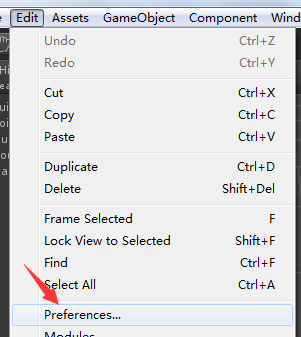 Edit Assets GameObject Component Wind
Undo Ctrl+Z
Redo Ctrl+Y
Cut Ctrl+X
Copy Ctrl+C
Paste Ctrl+V
Duplicate Ctrl+D
Delete Shift+Del
Frame Selected F
Lock View to Selected Shift+F
Find Ctrl+F
Select All Ctrl+A
Preferences...
Modules